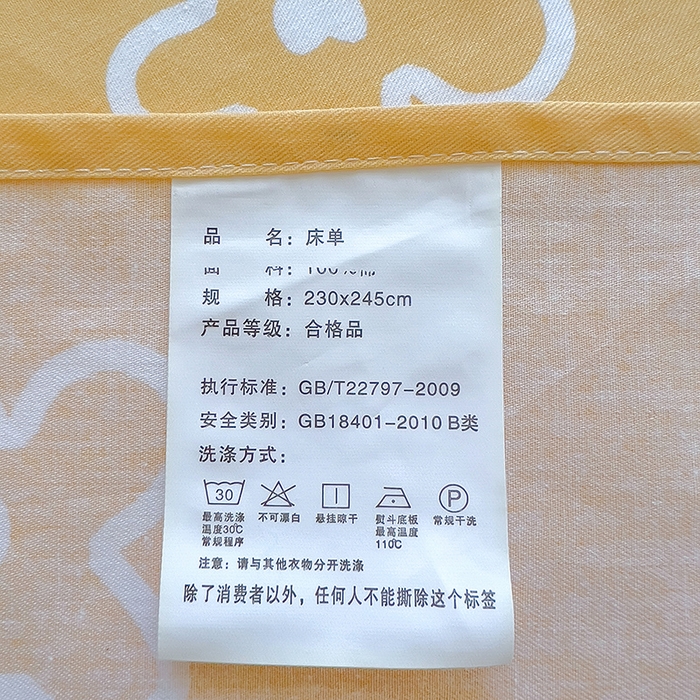 品 名：床单
规 格：230x245cm
产品等级：合格品
执行标准：GB/T22797-2009
安全类别：GB18401-2010 B类
洗涤方式：
30 P
最高洗涤温度30℃常规程序
不可漂白
悬挂晾干
熨斗底板最高温度110℃
常规干洗
注意：请与其他衣物分开洗涤
除了消费者以外，任何人不能撕除这个标签